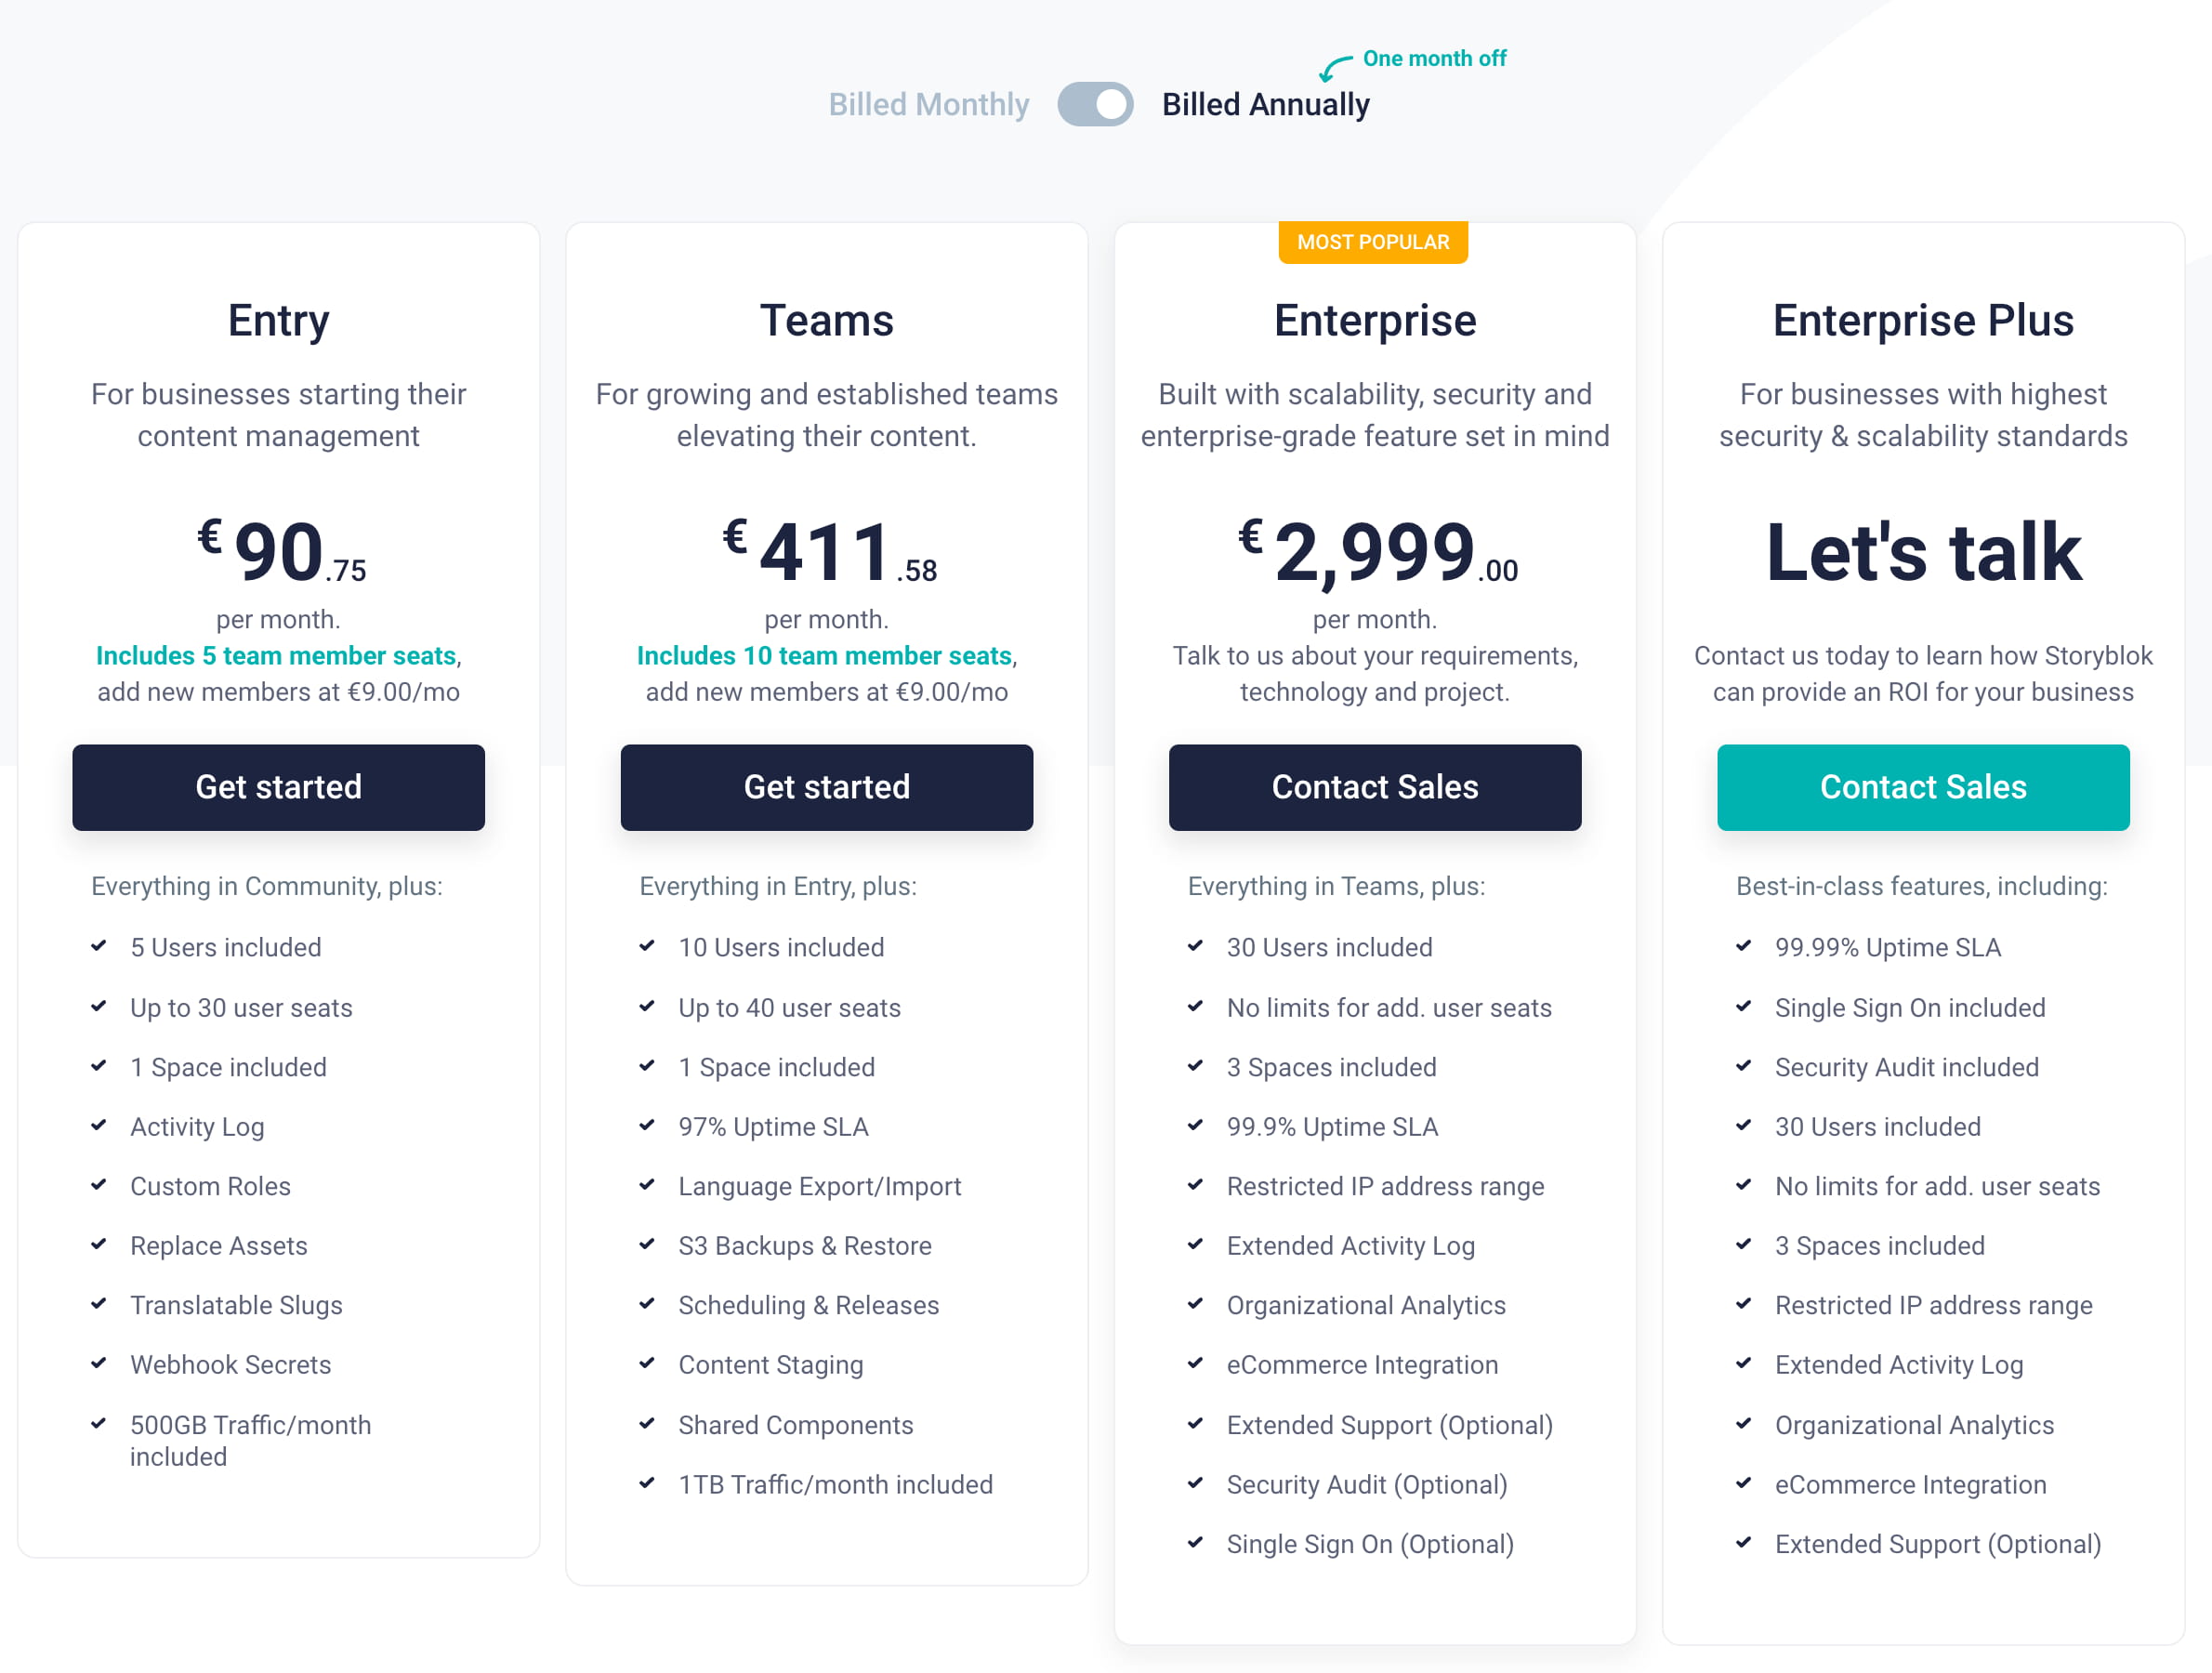 One month off
Billed Monthly
Billed Annually
Entry
For businesses starting their
content management
€ 90.75
per month.
Includes 5 team member seats,
add new members at €9.00/mo
Get started
Everything in Community, plus:
5 Users included
Up to 30 user seats
1 Space included
Activity Log
Custom Roles
Replace Assets
Translatable Slugs
Webhook Secrets
500GB Traffic/month
included
Teams
For growing and established teams
elevating their content.
€ 411.58
per month.
Includes 10 team member seats,
add new members at €9.00/mo
Get started
Everything in Entry, plus:
10 Users included
Up to 40 user seats
1 Space included
97% Uptime SLA
Language Export/Import
S3 Backups & Restore
Scheduling & Releases
Content Staging
Shared Components
1TB Traffic/month included
MOST POPULAR
Enterprise
Built with scalability, security and
enterprise-grade feature set in mind
€ 2,999.00
per month.
Talk to us about your requirements,
technology and project.
Contact Sales
Everything in Teams, plus:
30 Users included
No limits for add. user seats
3 Spaces included
99.9% Uptime SLA
Restricted IP address range
Extended Activity Log
Organizational Analytics
eCommerce Integration
Extended Support (Optional)
Security Audit (Optional)
Single Sign On (Optional)
Enterprise Plus
For businesses with highest
security & scalability standards
Let's talk
Contact us today to learn how Storyblok
can provide an ROI for your business
Contact Sales
Best-in-class features, including:
99.99% Uptime SLA
Single Sign On included
Security Audit included
30 Users included
No limits for add. user seats
3 Spaces included
Restricted IP address range
Extended Activity Log
Organizational Analytics
eCommerce Integration
Extended Support (Optional)